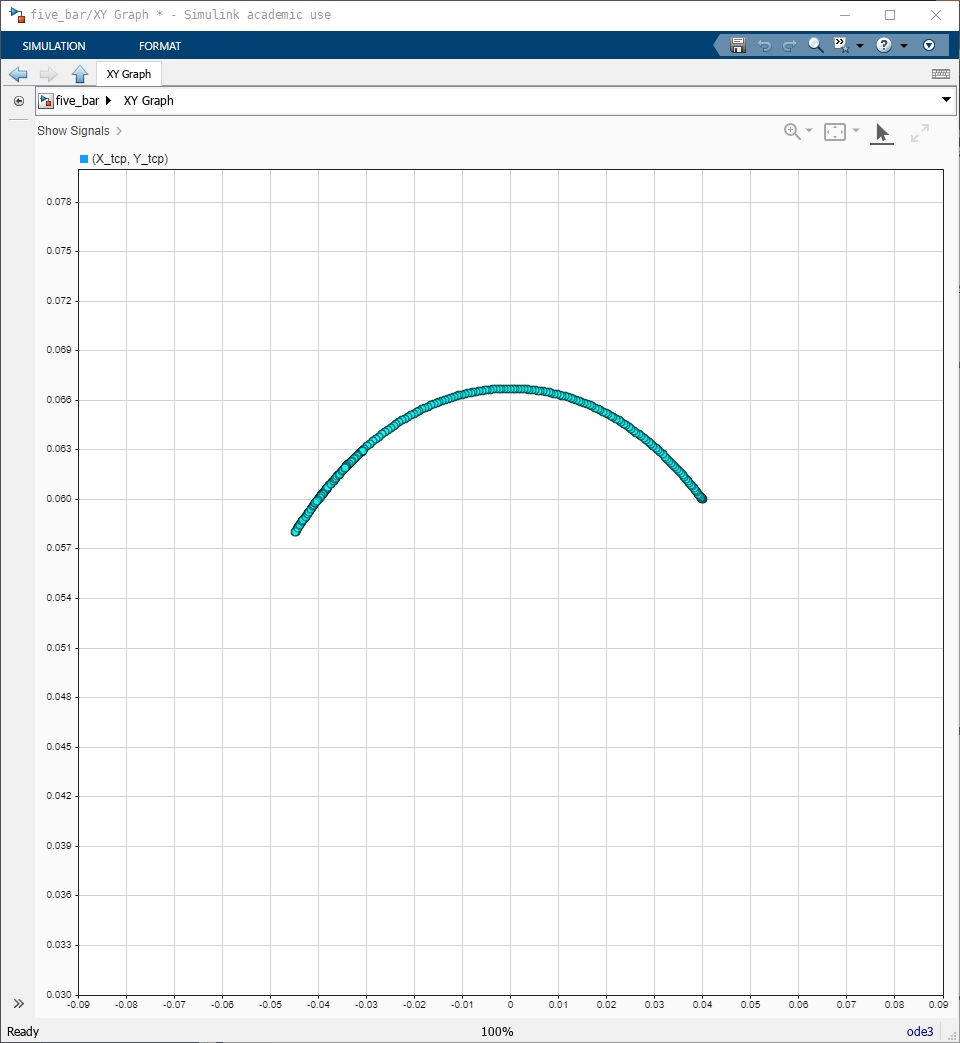 five_bar/XY Graph * - Simulink academic use
SIMULATION FORMAT
XY Graph
five_bar XY Graph
Show Signals
(X_tcp, Y_tcp)
0.078
0.075
0.072
0.069
0.066
0.063
0.060
0.057
0.054
0.051
0.048
0.045
0.042
0.039
0.036
0.033
0.030
-0.09 -0.08 -0.07 -0.06 -0.05 -0.04 -0.03 -0.02 -0.01 0 0.01 0.02 0.03 0.04 0.05 0.06 0.07 0.08 0.09
Ready 100% ode3